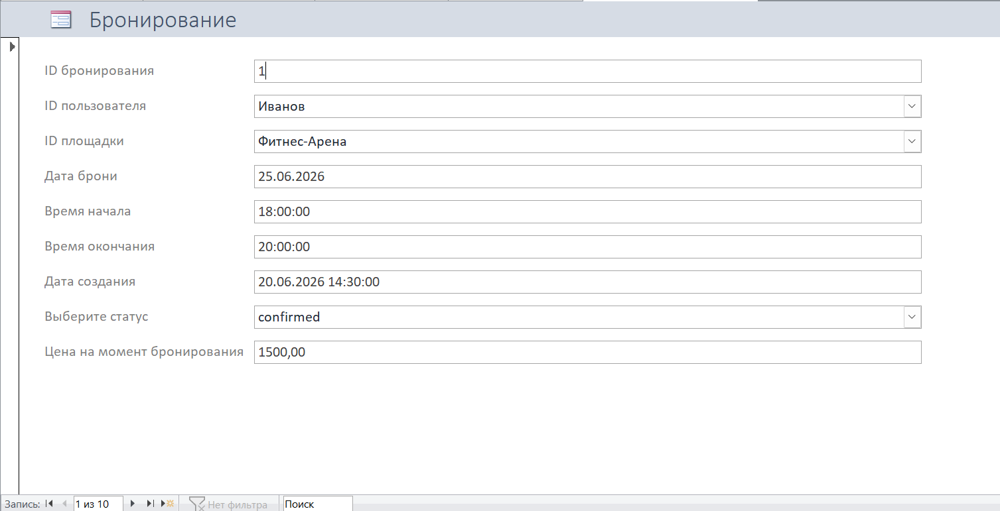 Бронирование
ID бронирования 1
ID пользователя Иванов
ID площадки Фитнес-Арена
Дата брони 25.06.2026
Время начала 18:00:00
Время окончания 20:00:00
Дата создания 20.06.2026 14:30:00
Выберите статус confirmed
Цена на момент бронирования 1500,00
Запись: 1 из 10 Нет фильтра Поиск